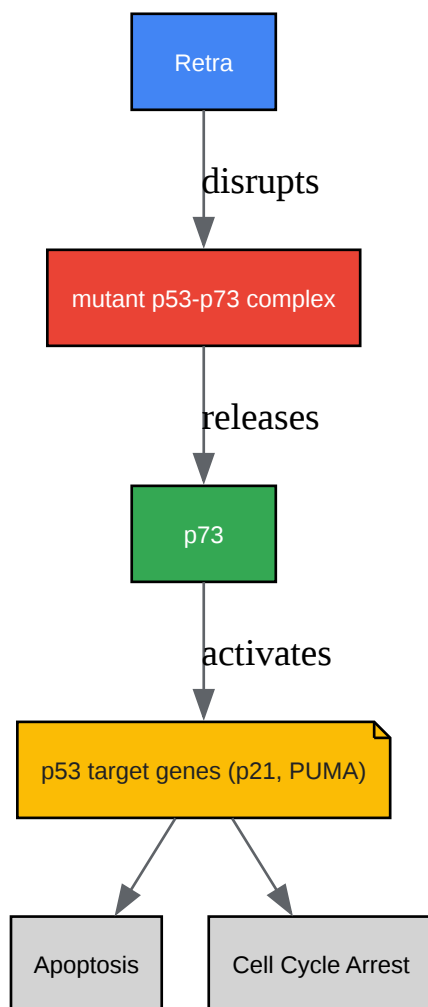 Retra
disrupts
mutant p53-p73 complex
releases
p73
activates
p53 target genes (p21, PUMA)
Apoptosis
Cell Cycle Arrest